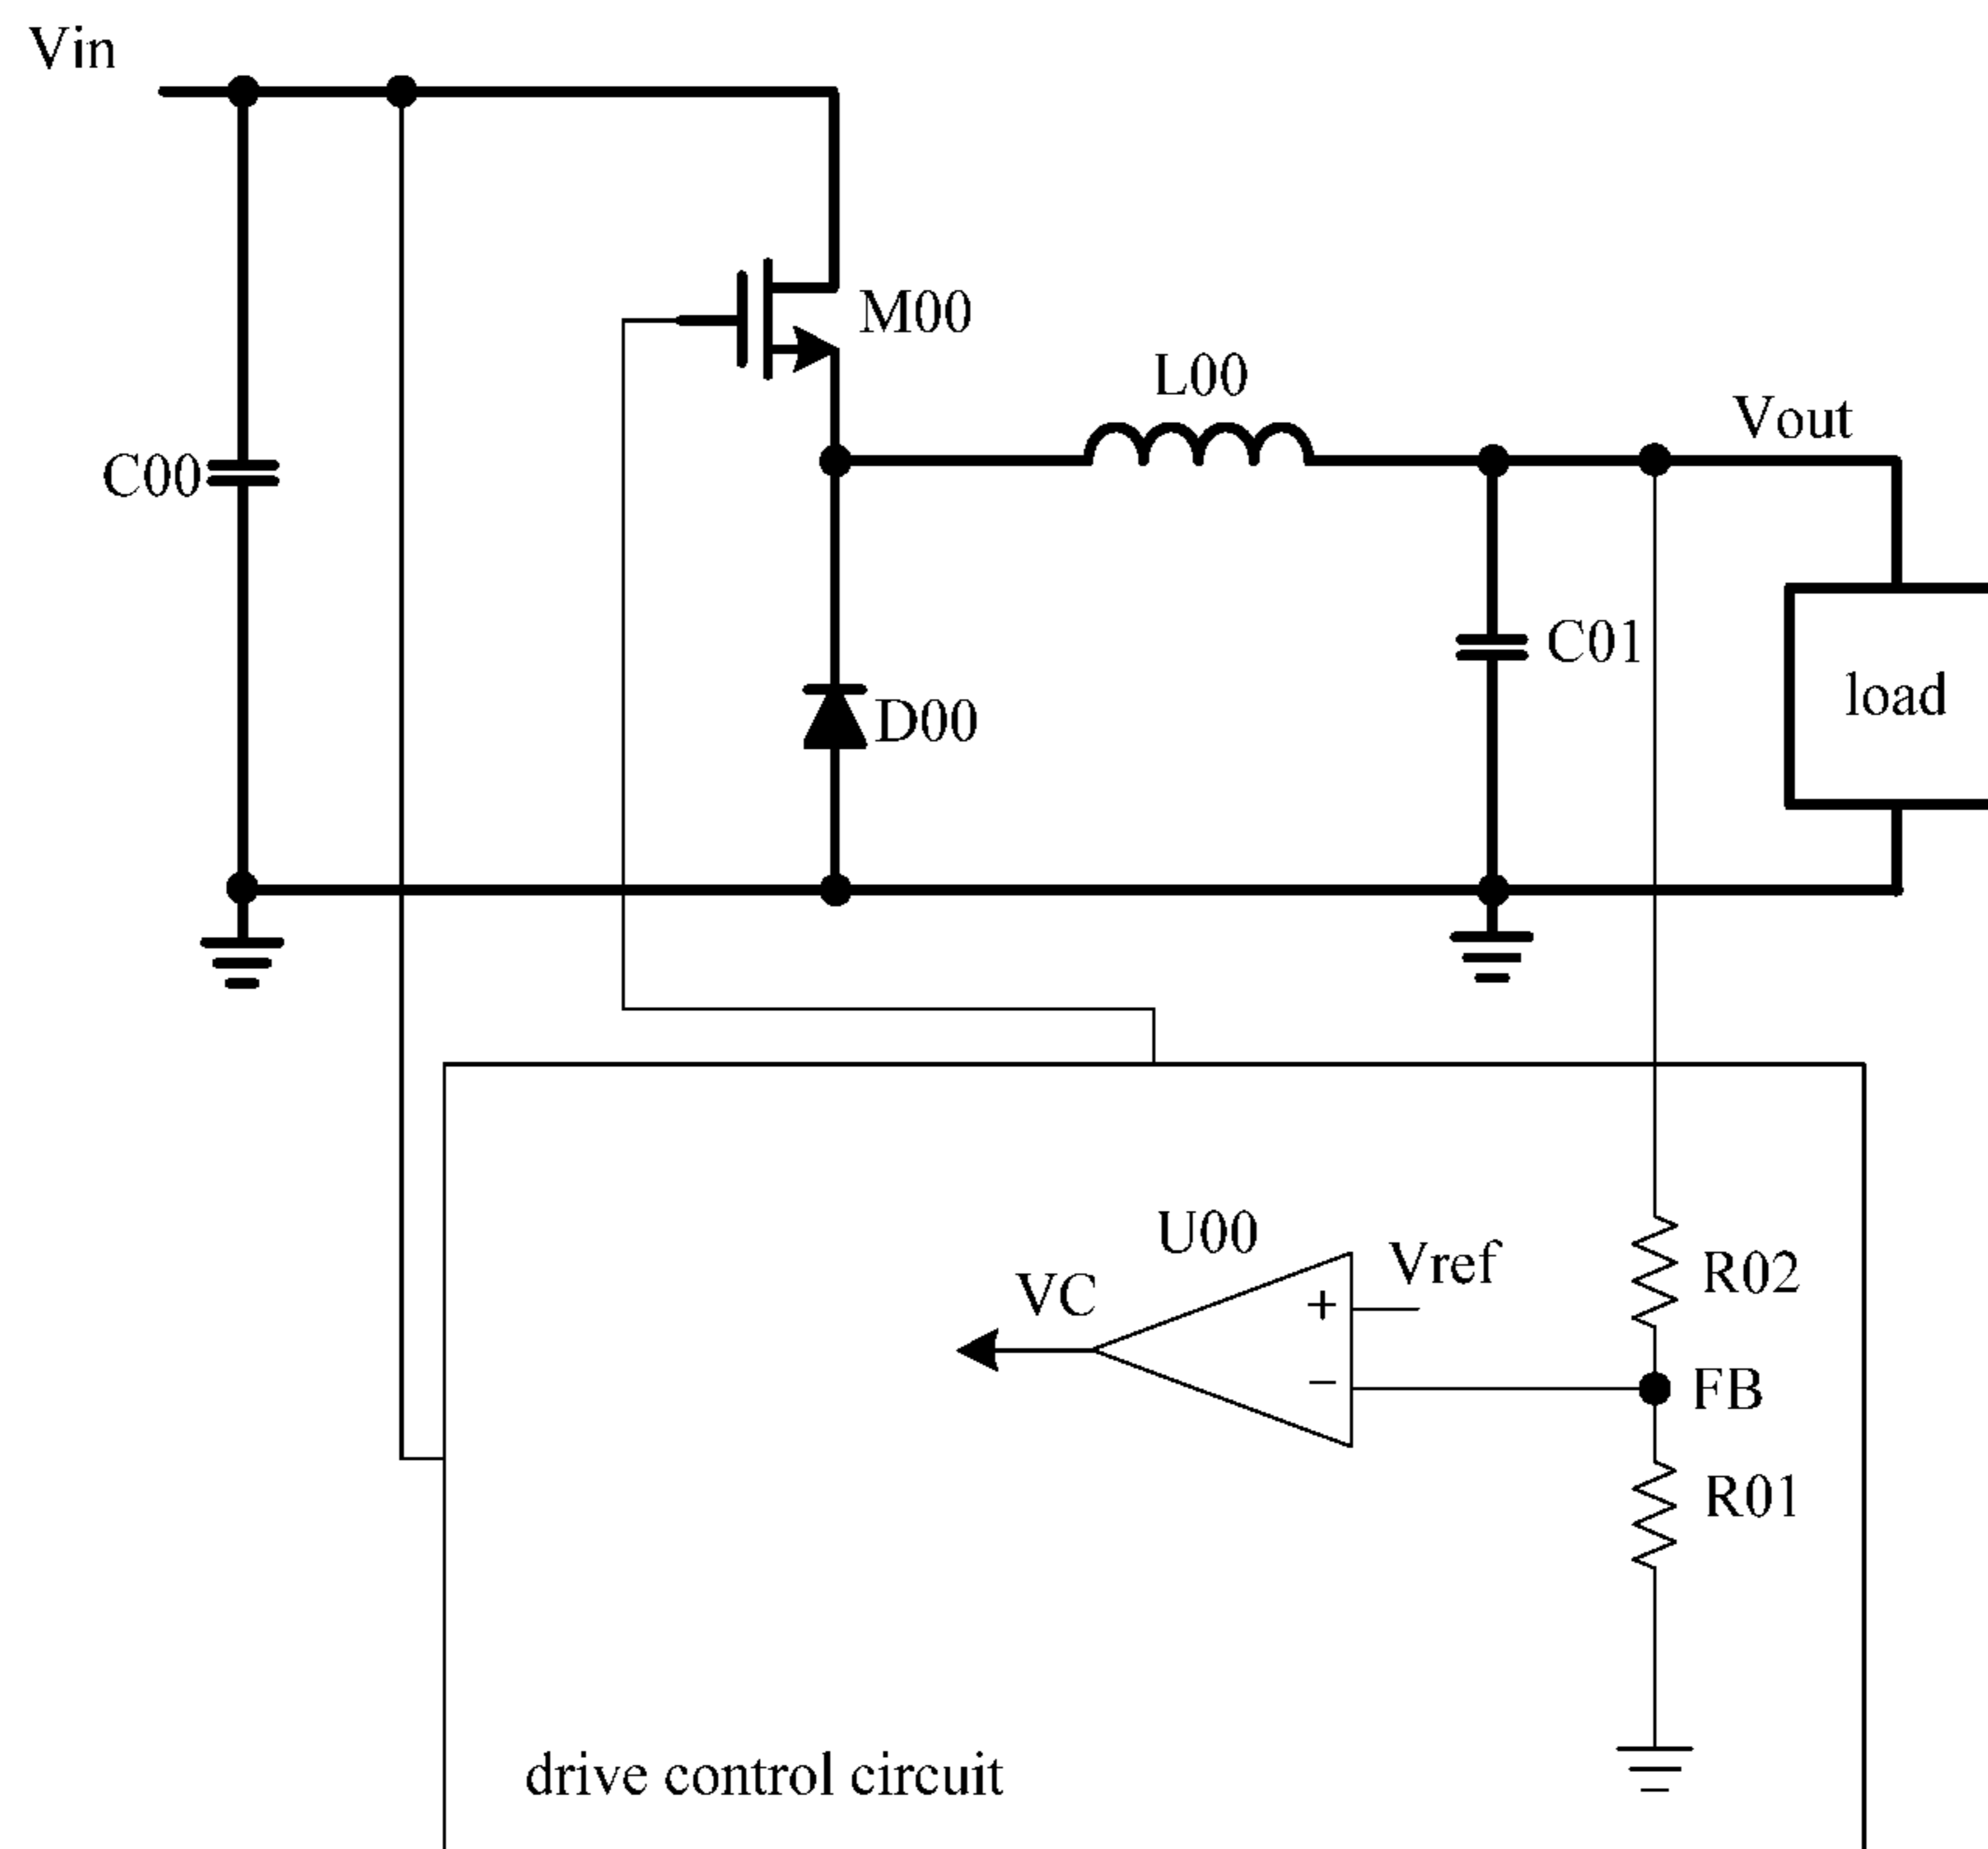 Vin
M00
L00
Vout
C00
C01
load
D00
U00
Vref
VC
+
R02
−
FB
R01
drive control circuit